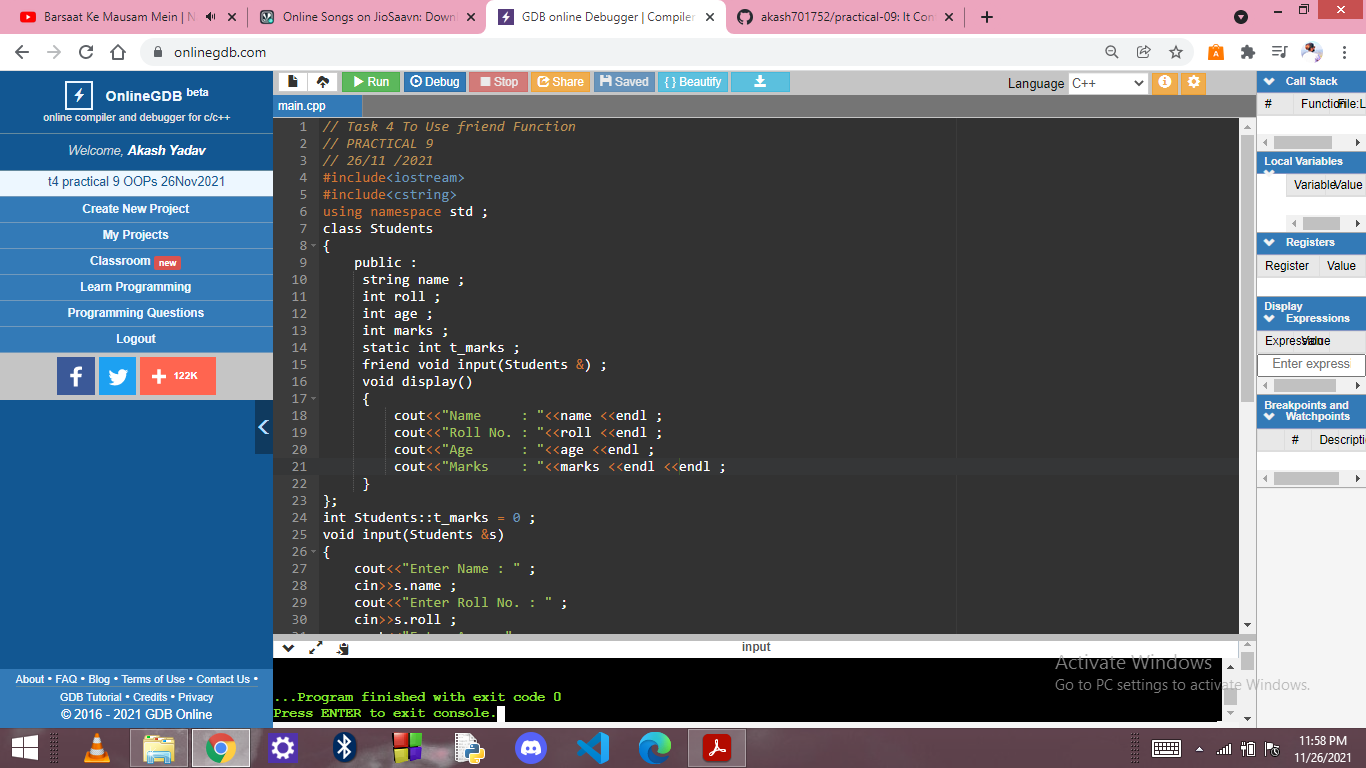 Barsaat Ke Mausam Mein | N
Online Songs on JioSaavn: Downl
GDB online Debugger | Compiler
akash701752/practical-09: It Con
onlinegdb.com
OnlineGDB beta
online compiler and debugger for c/c++
Welcome, Akash Yadav
t4 practical 9 OOPs 26Nov2021
Create New Project
My Projects
Classroom new
Learn Programming
Programming Questions
Logout
f
+ 122K
About • FAQ • Blog • Terms of Use • Contact Us •
GDB Tutorial • Credits • Privacy
© 2016 - 2021 GDB Online
Run Debug Stop Share Saved { } Beautify
Language C++
main.cpp
1 // Task 4 To Use friend Function
2 // PRACTICAL 9
3 // 26/11 /2021
4 #include<iostream>
5 #include<cstring>
6 using namespace std ;
7 class Students
8 {
9 public :
10 string name ;
11 int roll ;
12 int age ;
13 int marks ;
14 static int t_marks ;
15 friend void input(Students &) ;
16 void display()
17 {
18 cout<<"Name     : "<<name <<endl ;
19 cout<<"Roll No. : "<<roll <<endl ;
20 cout<<"Age      : "<<age <<endl ;
21 cout<<"Marks    : "<<marks <<endl <<endl ;
22 }
23 };
24 int Students::t_marks = 0 ;
25 void input(Students &s)
26 {
27 cout<<"Enter Name : " ;
28 cin>>s.name ;
29 cout<<"Enter Roll No. : " ;
30 cin>>s.roll ;
input
...Program finished with exit code 0
Press ENTER to exit console.
Call Stack
# Function File:L
Local Variables
Variable Value
Registers
Register Value
Display
Expressions
Expression Value
Enter express
Breakpoints and
Watchpoints
# Descripti
Activate Windows
Go to PC settings to activate Windows.
11:58 PM
11/26/2021